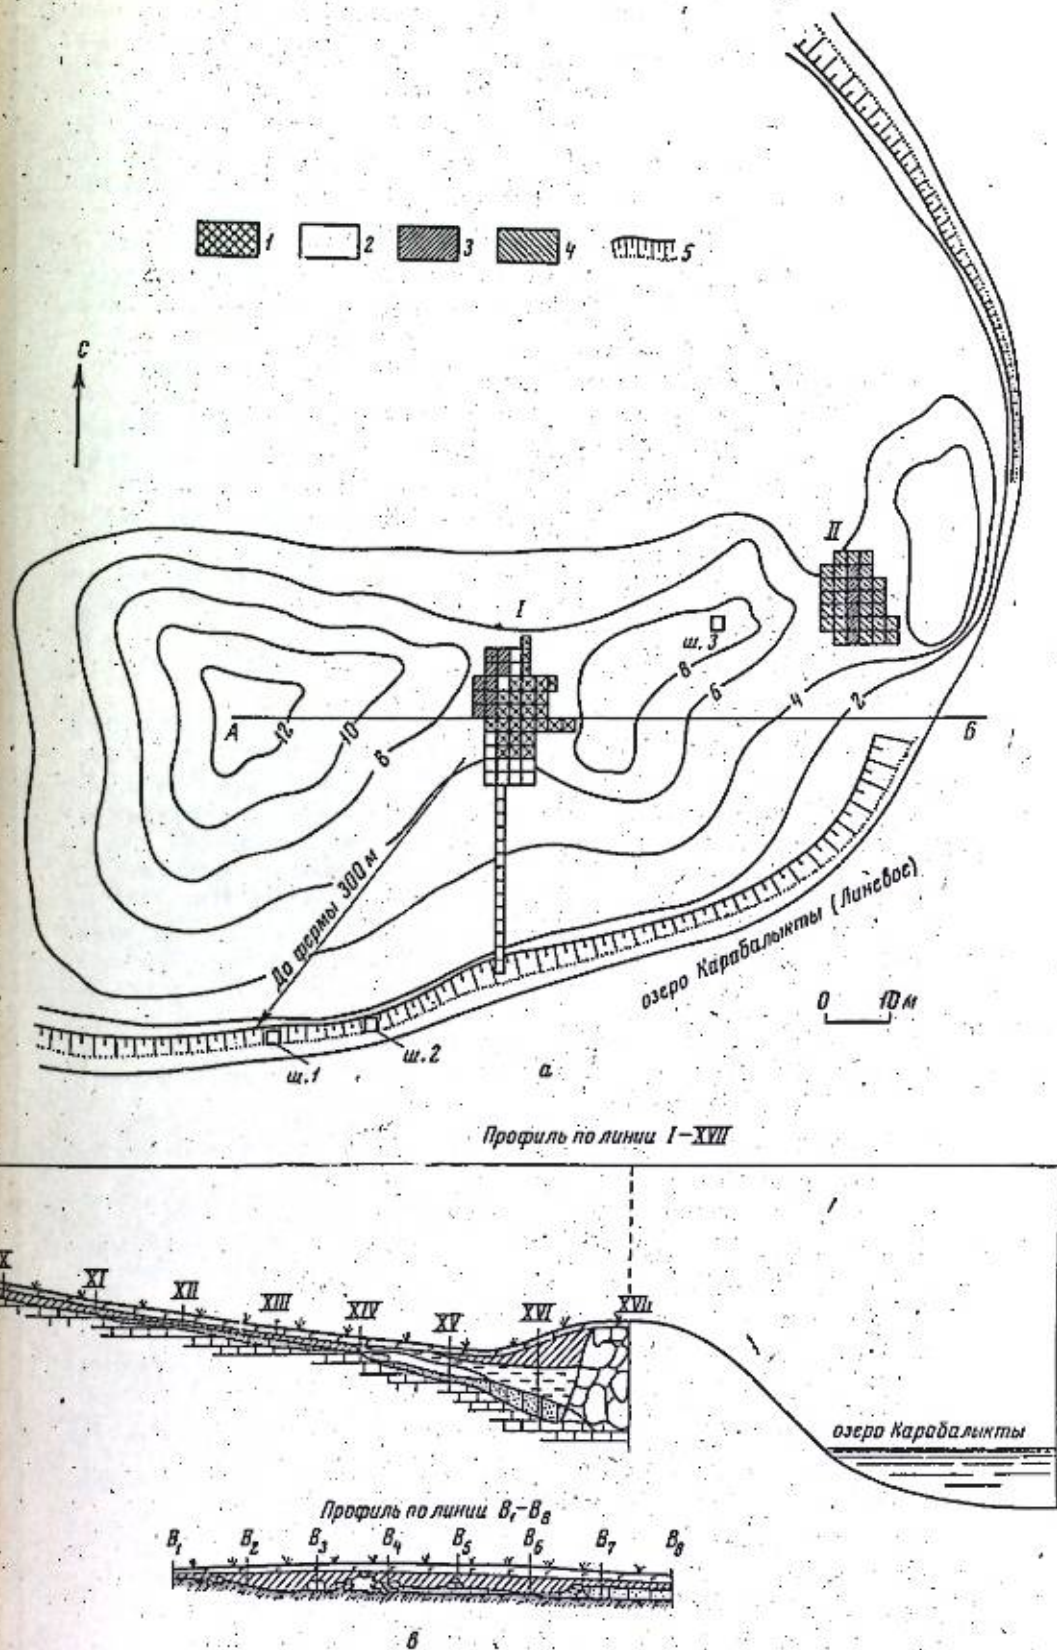 1 2 3 4 5
С
II
I
ш. 3
8
6
4
2
А
12
10
8
Б
До фермы 300 м
озеро Карабалыкты (Линевое)
0 10 м
ш. 1
ш. 2
а
Профиль по линии I–XVII
X XI XII XIII XIV XV XVI XVII
озеро Карабалыкты
Профиль по линии В₁–В₈
В₁ В₂ В₃ В₄ В₅ В₆ В₇ В₈
в